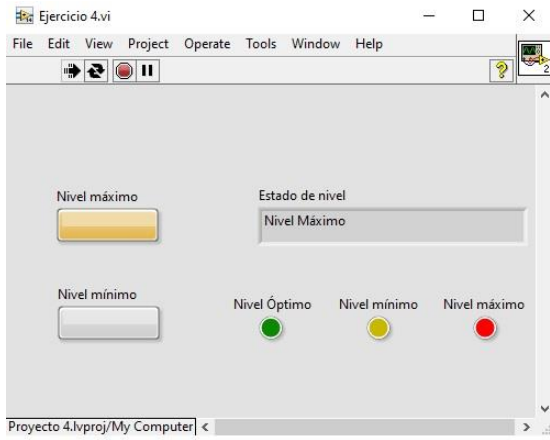 Ejercicio 4.vi
File Edit View Project Operate Tools Window Help
2
Nivel máximo
Estado de nivel
Nivel Máximo
Nivel mínimo
Nivel Óptimo Nivel mínimo Nivel máximo
Proyecto 4.lvproj/My Computer